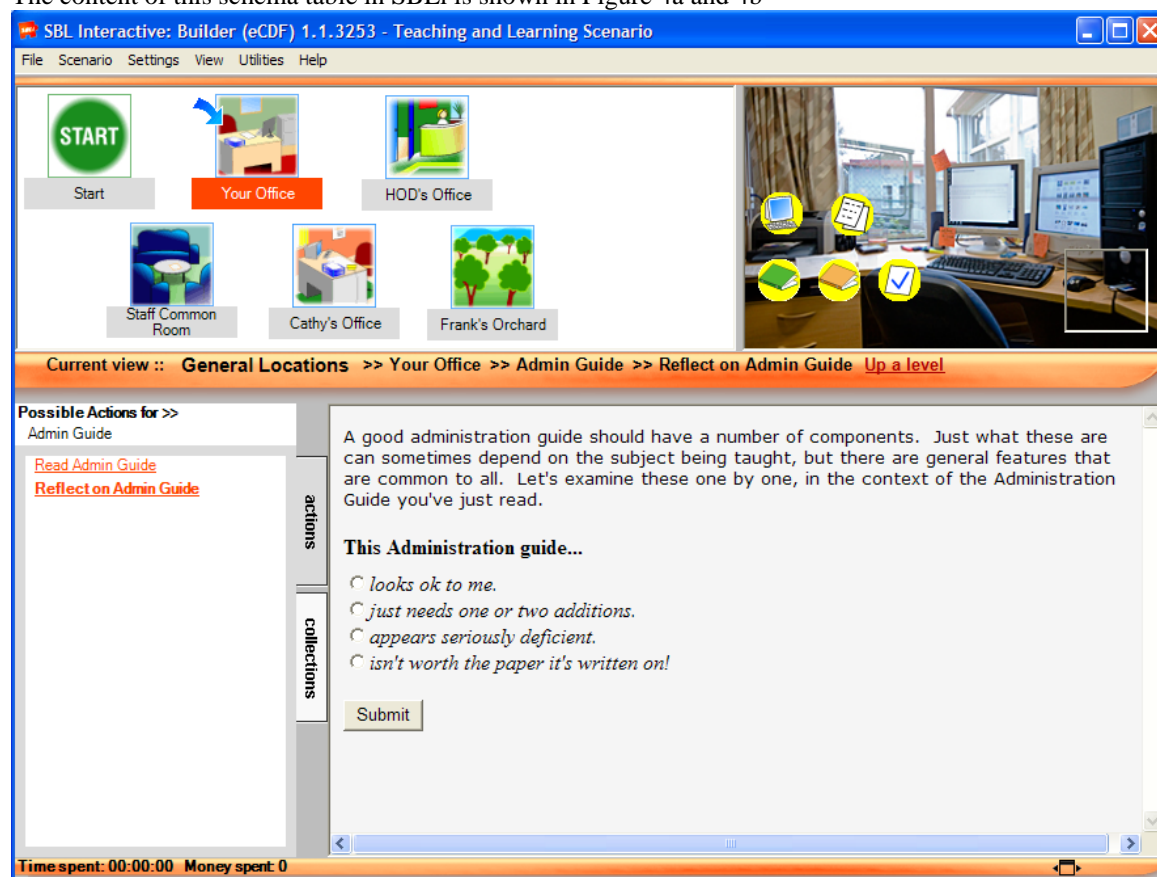 The content of this schema table in SBLi is shown in Figure 4a and 4b
SBL Interactive: Builder (eCDF) 1.1.3253 - Teaching and Learning Scenario
File Scenario Settings View Utilities Help
START
Start
Your Office
HOD's Office
Staff Common
Room
Cathy's Office
Frank's Orchard
Current view :: General Locations >> Your Office >> Admin Guide >> Reflect on Admin Guide Up a level
Possible Actions for >>
Admin Guide
Read Admin Guide
Reflect on Admin Guide
actions
collections
A good administration guide should have a number of components. Just what these are
can sometimes depend on the subject being taught, but there are general features that
are common to all. Let's examine these one by one, in the context of the Administration
Guide you've just read.
This Administration guide...
looks ok to me.
just needs one or two additions.
appears seriously deficient.
isn't worth the paper it's written on!
Submit
Time spent: 00:00:00 Money spent: 0